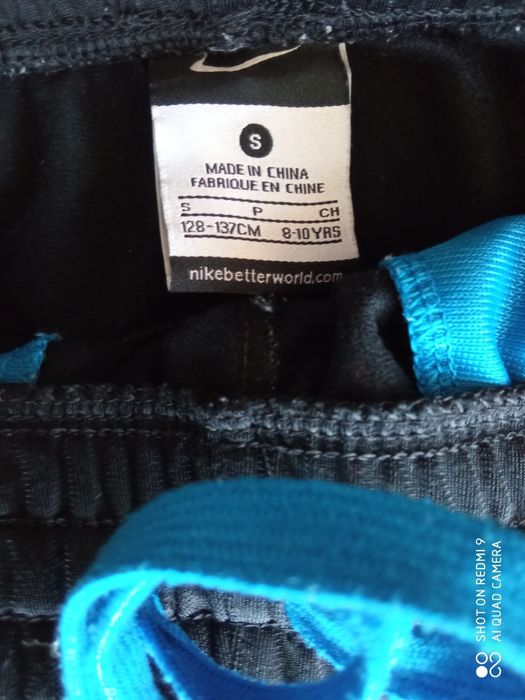 S
MADE IN CHINA
FABRIQUE EN CHINE
S P CH
128-137CM 8-10YRS
nikebetterworld.com
SHOT ON REDMI 9
AI QUAD CAMERA